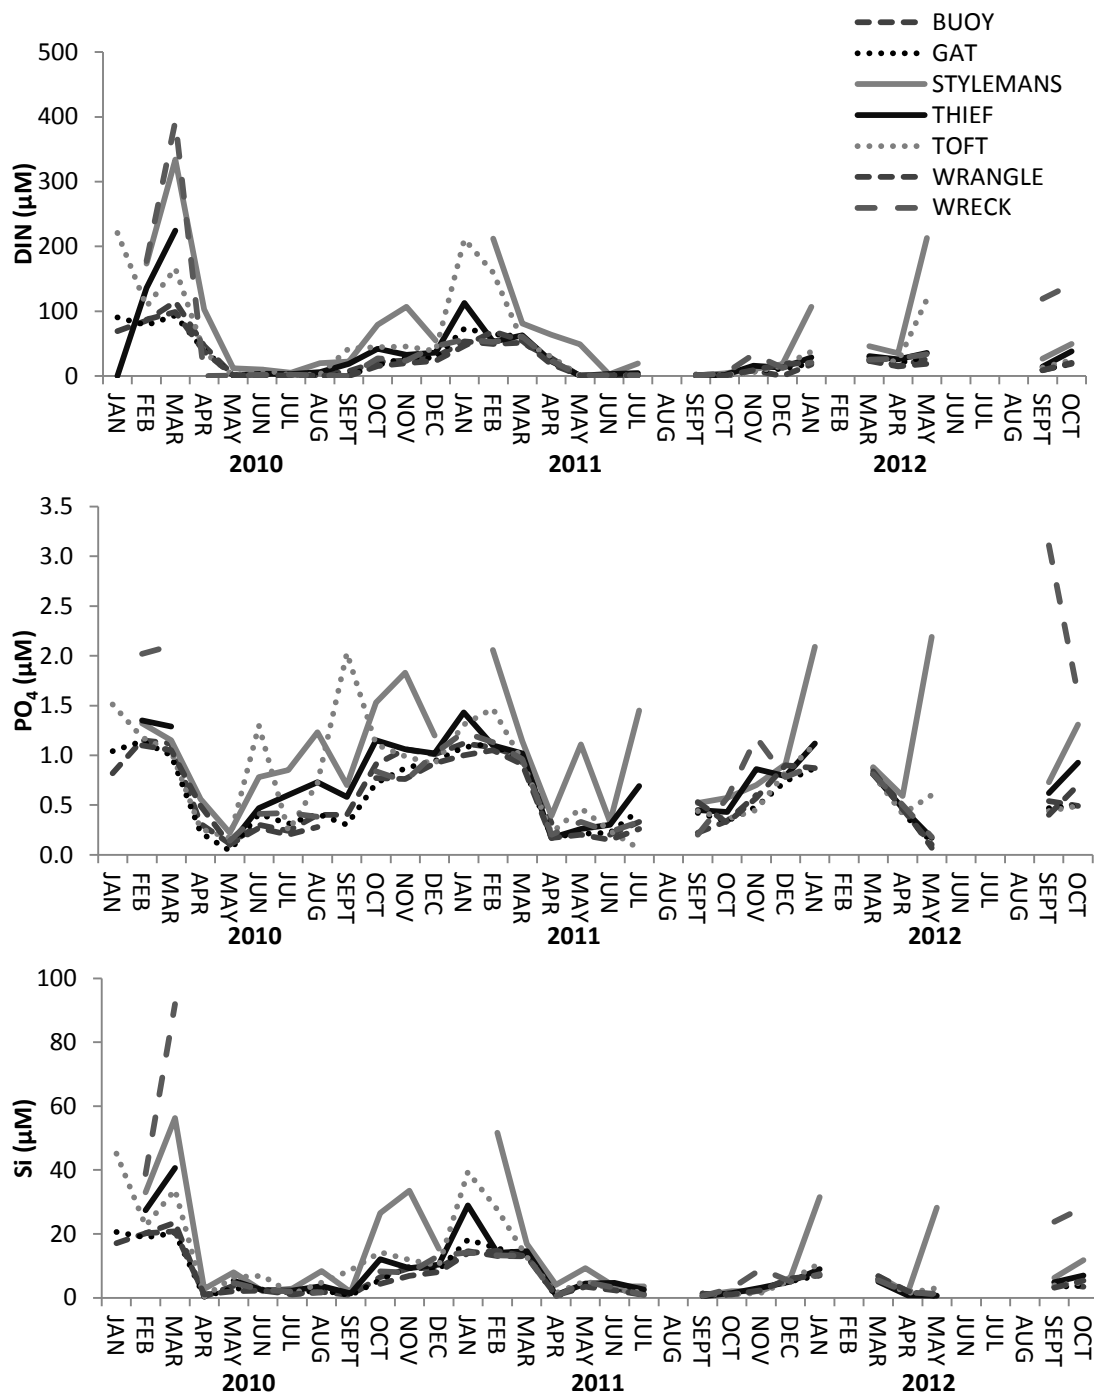 BUOY
GAT
STYLEMANS
THIEF
TOFT
WRANGLE
WRECK
DIN (µM)
500
400
300
200
100
0
JAN
FEB
MAR
APR
MAY
JUN
JUL
AUG
SEPT
OCT
NOV
DEC
JAN
FEB
MAR
APR
MAY
JUN
JUL
AUG
SEPT
OCT
NOV
DEC
JAN
FEB
MAR
APR
MAY
JUN
JUL
AUG
SEPT
OCT
2010
2011
2012
PO4 (µM)
3.5
3.0
2.5
2.0
1.5
1.0
0.5
0.0
JAN
FEB
MAR
APR
MAY
JUN
JUL
AUG
SEPT
OCT
NOV
DEC
JAN
FEB
MAR
APR
MAY
JUN
JUL
AUG
SEPT
OCT
NOV
DEC
JAN
FEB
MAR
APR
MAY
JUN
JUL
AUG
SEPT
OCT
2010
2011
2012
Si (µM)
100
80
60
40
20
0
JAN
FEB
MAR
APR
MAY
JUN
JUL
AUG
SEPT
OCT
NOV
DEC
JAN
FEB
MAR
APR
MAY
JUN
JUL
AUG
SEPT
OCT
NOV
DEC
JAN
FEB
MAR
APR
MAY
JUN
JUL
AUG
SEPT
OCT
2010
2011
2012